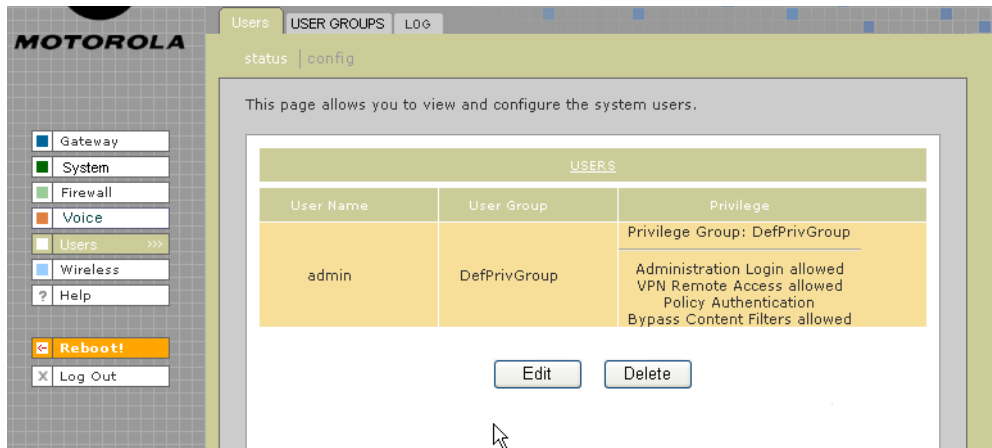 MOTOROLA
Users USER GROUPS LOG
status config
This page allows you to view and configure the system users.
Gateway
System
Firewall
Voice
Users >>>
Wireless
? Help
Reboot!
X Log Out
USERS
User Name User Group Privilege
Privilege Group: DefPrivGroup
admin DefPrivGroup
Administration Login allowed
VPN Remote Access allowed
Policy Authentication
Bypass Content Filters allowed
Edit Delete